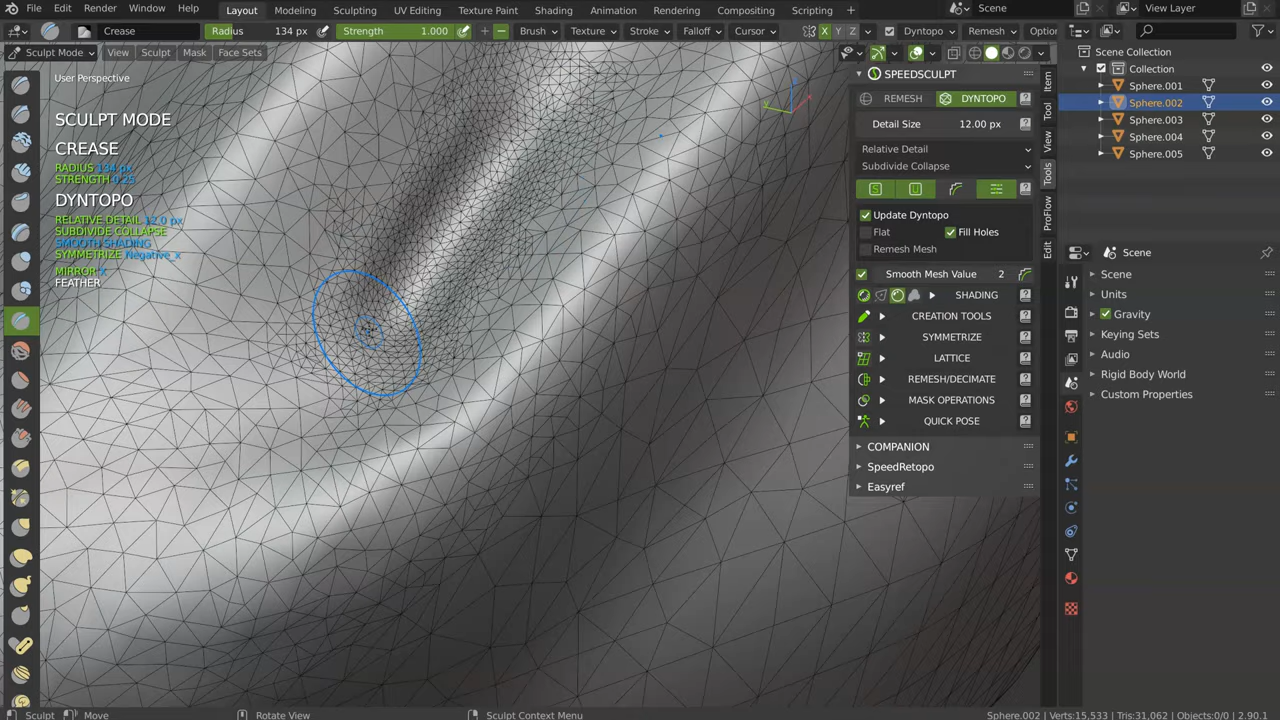 File Edit Render Window Help Layout Modeling Sculpting UV Editing Texture Paint Shading Animation Rendering Compositing Scripting Scene View Layer
Crease Radius 134 px Strength 1.000 Brush Texture Stroke Falloff Cursor X Y Z Dyntopo Remesh Optior
Sculpt Mode View Sculpt Mask Face Sets
User Perspective
SCULPT MODE
CREASE
RADIUS 134 px
STRENGTH 0.25
DYNTOPO
RELATIVE DETAIL 12.0 px
SUBDIVIDE COLLAPSE
SMOOTH SHADING
SYMMETRIZE Negative_x
MIRROR X
FEATHER
SPEEDSCULPT
REMESH DYNTOPO
Detail Size 12.00 px
Relative Detail
Subdivide Collapse
S U
Update Dyntopo
Flat Fill Holes
Remesh Mesh
Smooth Mesh Value 2
SHADING
CREATION TOOLS
SYMMETRIZE
LATTICE
REMESH/DECIMATE
MASK OPERATIONS
QUICK POSE
COMPANION
SpeedRetopo
Easyref
Item
Tool
View
Tools
ProFlow
Edit
Scene Collection
Collection
Sphere.001
Sphere.002
Sphere.003
Sphere.004
Sphere.005
Scene
Scene
Units
Gravity
Keying Sets
Audio
Rigid Body World
Custom Properties
Sculpt Move Rotate View Sculpt Context Menu Sphere.002 | Verts:15,533 | Tris:31,062 | Objects:0/0 | 2.90.1